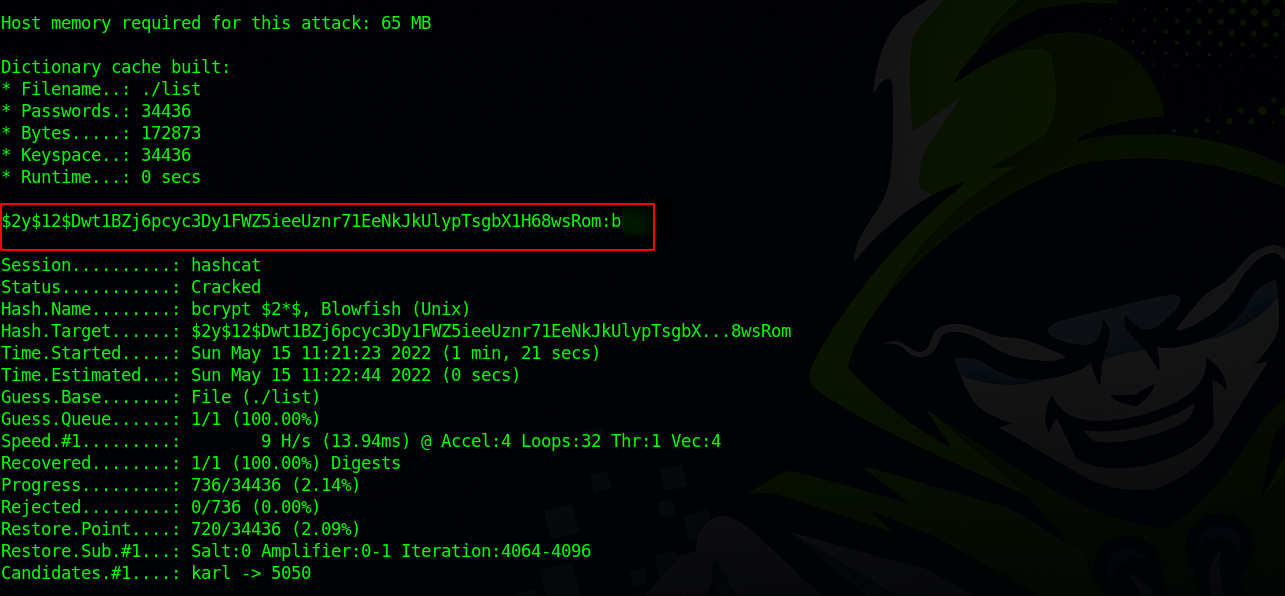 Host memory required for this attack: 65 MB
Dictionary cache built:
* Filename..: ./list
* Passwords.: 34436
* Bytes.....: 172873
* Keyspace..: 34436
* Runtime...: 0 secs
$2y$12$Dwt1BZj6pcyc3Dy1FWZ5ieeUznr71EeNkJkUlypTsgbX1H68wsRom:b
Session..........: hashcat
Status...........: Cracked
Hash.Name........: bcrypt $2*$, Blowfish (Unix)
Hash.Target......: $2y$12$Dwt1BZj6pcyc3Dy1FWZ5ieeUznr71EeNkJkUlypTsgbX...8wsRom
Time.Started.....: Sun May 15 11:21:23 2022 (1 min, 21 secs)
Time.Estimated...: Sun May 15 11:22:44 2022 (0 secs)
Guess.Base.......: File (./list)
Guess.Queue......: 1/1 (100.00%)
Speed.#1.........:        9 H/s (13.94ms) @ Accel:4 Loops:32 Thr:1 Vec:4
Recovered........: 1/1 (100.00%) Digests
Progress.........: 736/34436 (2.14%)
Rejected.........: 0/736 (0.00%)
Restore.Point....: 720/34436 (2.09%)
Restore.Sub.#1...: Salt:0 Amplifier:0-1 Iteration:4064-4096
Candidates.#1....: karl -> 5050